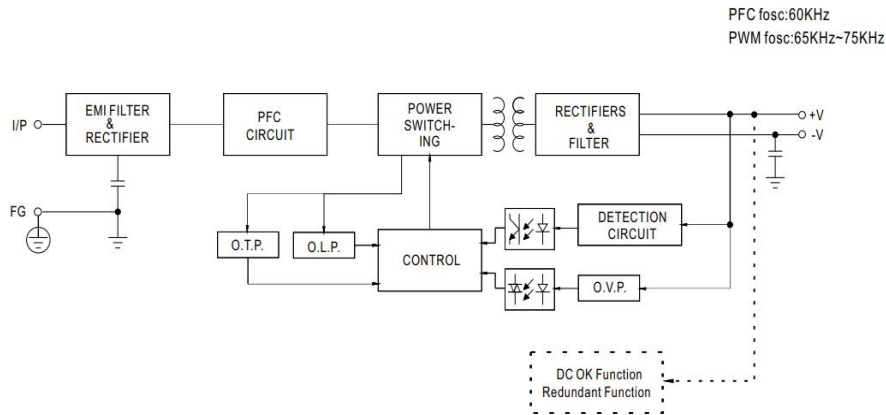 PFC fosc:60KHz
PWM fosc:65KHz~75KHz
I/P
EMI FILTER
&
RECTIFIER
PFC
CIRCUIT
POWER
SWITCH-
ING
RECTIFIERS
&
FILTER
+V
-V
FG
O.T.P.
O.L.P.
CONTROL
DETECTION
CIRCUIT
O.V.P.
DC OK Function
Redundant Function